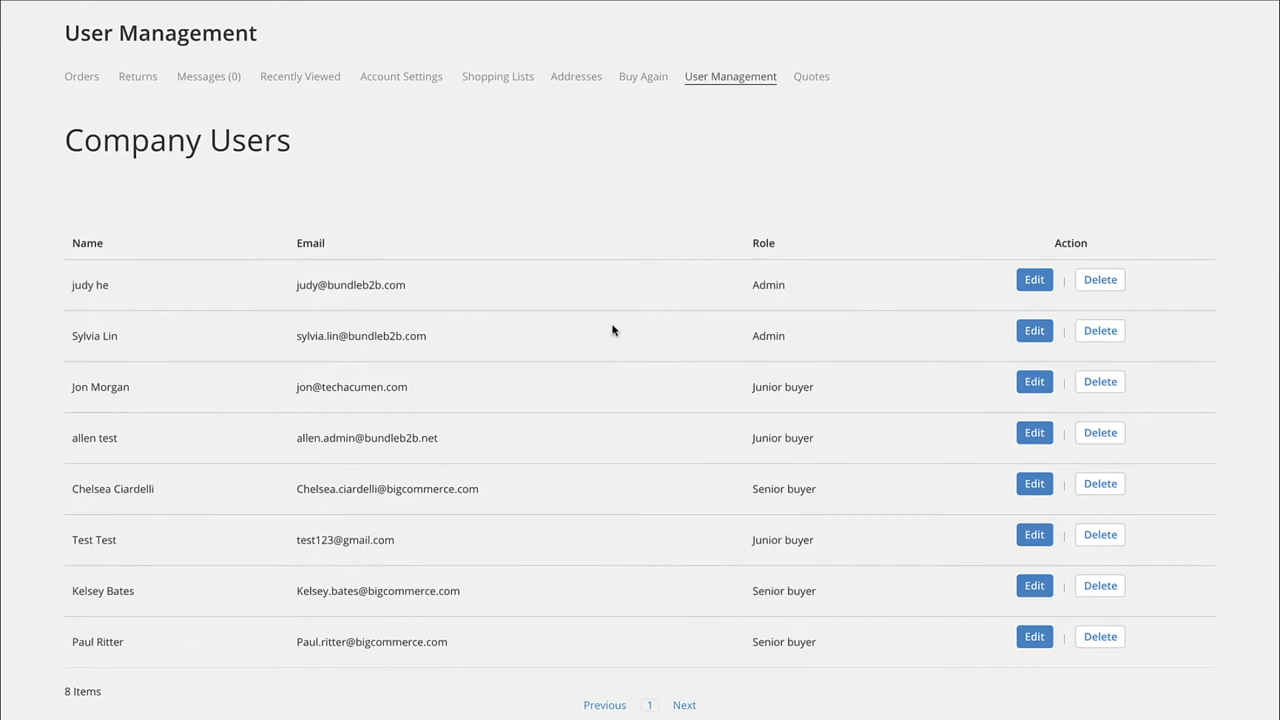 User Management
Orders Returns Messages (0) Recently Viewed Account Settings Shopping Lists Addresses Buy Again User Management Quotes
Company Users
Name Email Role Action
judy he judy@bundleb2b.com Admin Edit | Delete
Sylvia Lin sylvia.lin@bundleb2b.com Admin Edit | Delete
Jon Morgan jon@techacumen.com Junior buyer Edit | Delete
allen test allen.admin@bundleb2b.net Junior buyer Edit | Delete
Chelsea Ciardelli Chelsea.ciardelli@bigcommerce.com Senior buyer Edit | Delete
Test Test test123@gmail.com Junior buyer Edit | Delete
Kelsey Bates Kelsey.bates@bigcommerce.com Senior buyer Edit | Delete
Paul Ritter Paul.ritter@bigcommerce.com Senior buyer Edit | Delete
8 Items
Previous 1 Next